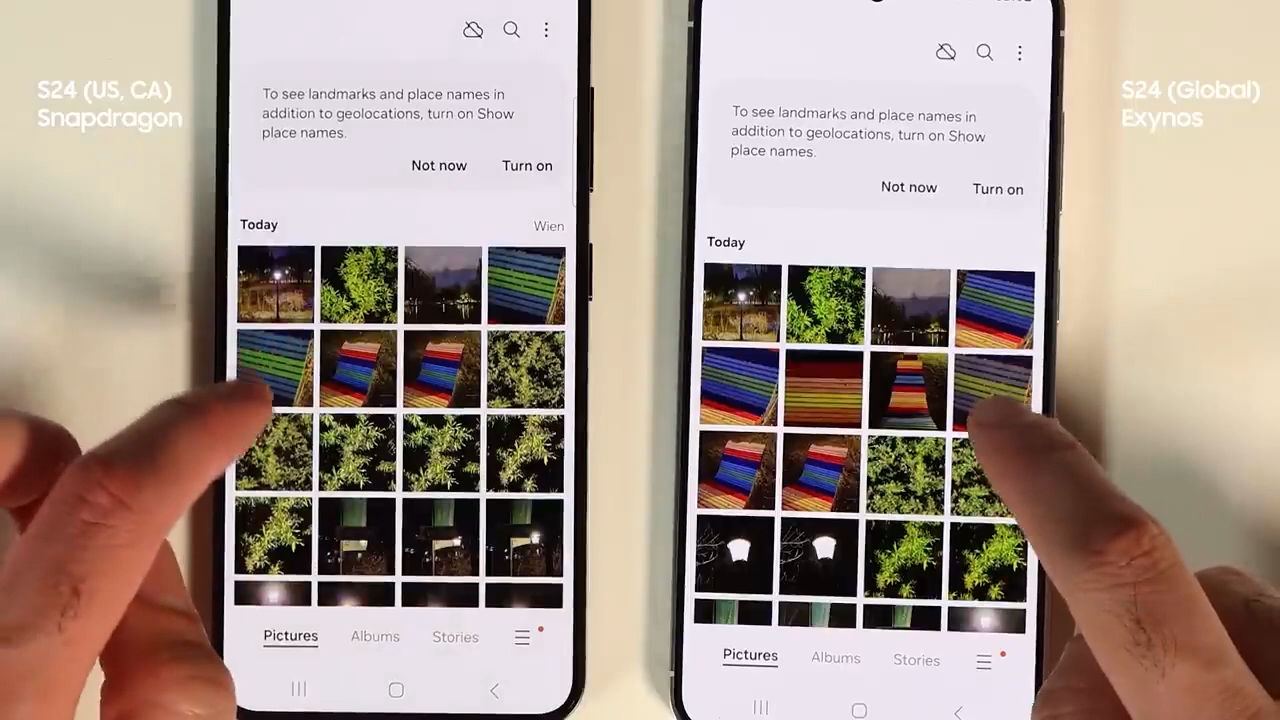 S24 (US, CA)
Snapdragon
To see landmarks and place names in
addition to geolocations, turn on Show
place names.
Not now
Turn on
Today
Wien
Pictures
Albums
Stories
To see landmarks and place names in
addition to geolocations, turn on Show
place names.
Not now
Turn on
Today
Pictures
Albums
Stories
S24 (Global)
Exynos